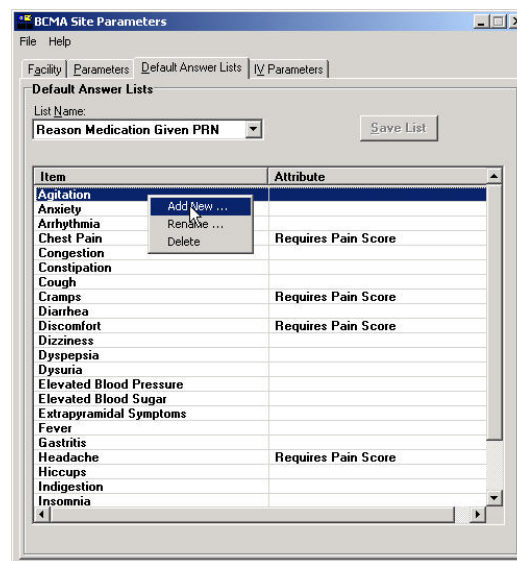 BCMA Site Parameters
File Help
Facility Parameters Default Answer Lists IV Parameters
Default Answer Lists
List Name:
Reason Medication Given PRN
Save List
Item Attribute
Agitation
Anxiety
Add New ...
Arrhythmia
Rename ...
Chest Pain Requires Pain Score
Delete
Congestion
Constipation
Cough
Cramps Requires Pain Score
Diarrhea
Discomfort Requires Pain Score
Dizziness
Dyspepsia
Dysuria
Elevated Blood Pressure
Elevated Blood Sugar
Extrapyramidal Symptoms
Fever
Gastritis
Headache Requires Pain Score
Hiccups
Indigestion
Insomnia